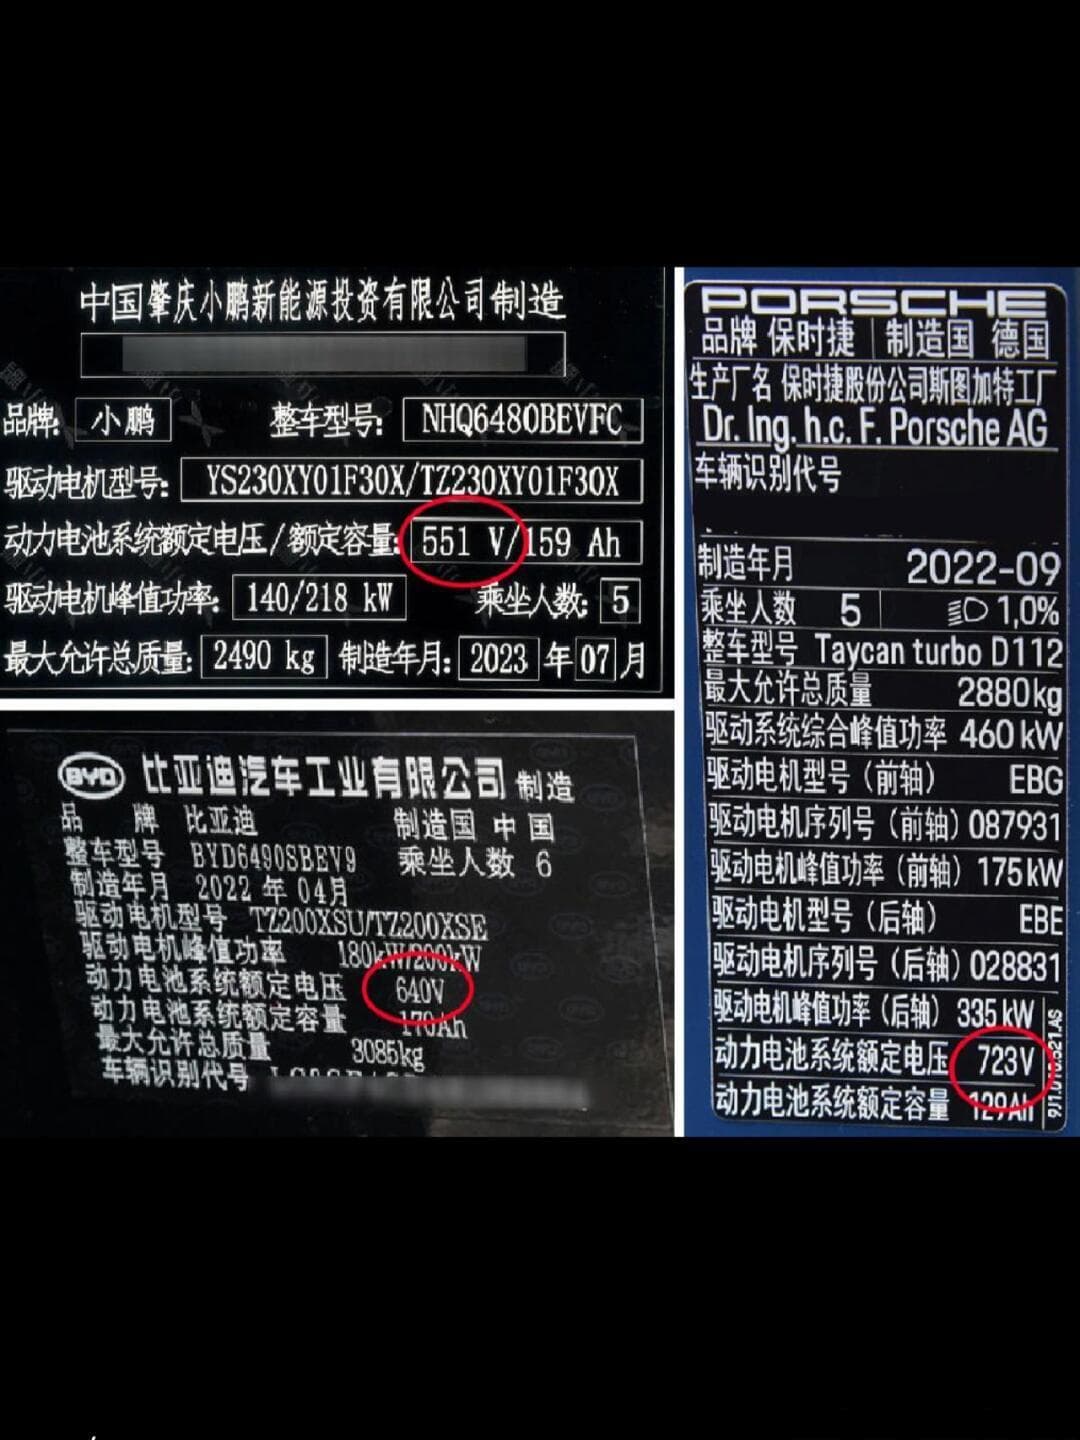 中国肇庆小鹏新能源投资有限公司制造
品牌: 小鹏 整车型号: NHQ6480BEVFC
驱动电机型号: YS230XY01F30X/TZ230XY01F30X
动力电池系统额定电压/额定容量: 551 V/159 Ah
驱动电机峰值功率: 140/218 kW 乘坐人数: 5
最大允许总质量: 2490 kg 制造年月: 2023 年 07 月
BYD 比亚迪汽车工业有限公司 制造
品 牌 比亚迪 制造国 中国
整车型号 BYD6490SBEV9 乘坐人数 6
制造年月 2022 年 04月
驱动电机型号 TZ200XSU/TZ200XSE
驱动电机峰值功率 180kW/200kW
动力电池系统额定电压 640V
动力电池系统额定容量 170Ah
最大允许总质量 3085kg
车辆识别代号
PORSCHE
品牌 保时捷 制造国 德国
生产厂名 保时捷股份公司斯图加特工厂
Dr. Ing. h.c. F. Porsche AG
车辆识别代号
制造年月 2022-09
乘坐人数 5 1,0%
整车型号 Taycan turbo D112
最大允许总质量 2880kg
驱动系统综合峰值功率 460 kW
驱动电机型号（前轴） EBG
驱动电机序列号（前轴）087931
驱动电机峰值功率（前轴）175kW
驱动电机型号（后轴） EBE
驱动电机序列号（后轴）028831
驱动电机峰值功率（后轴）335 kW
动力电池系统额定电压 723V
动力电池系统额定容量 129Ah